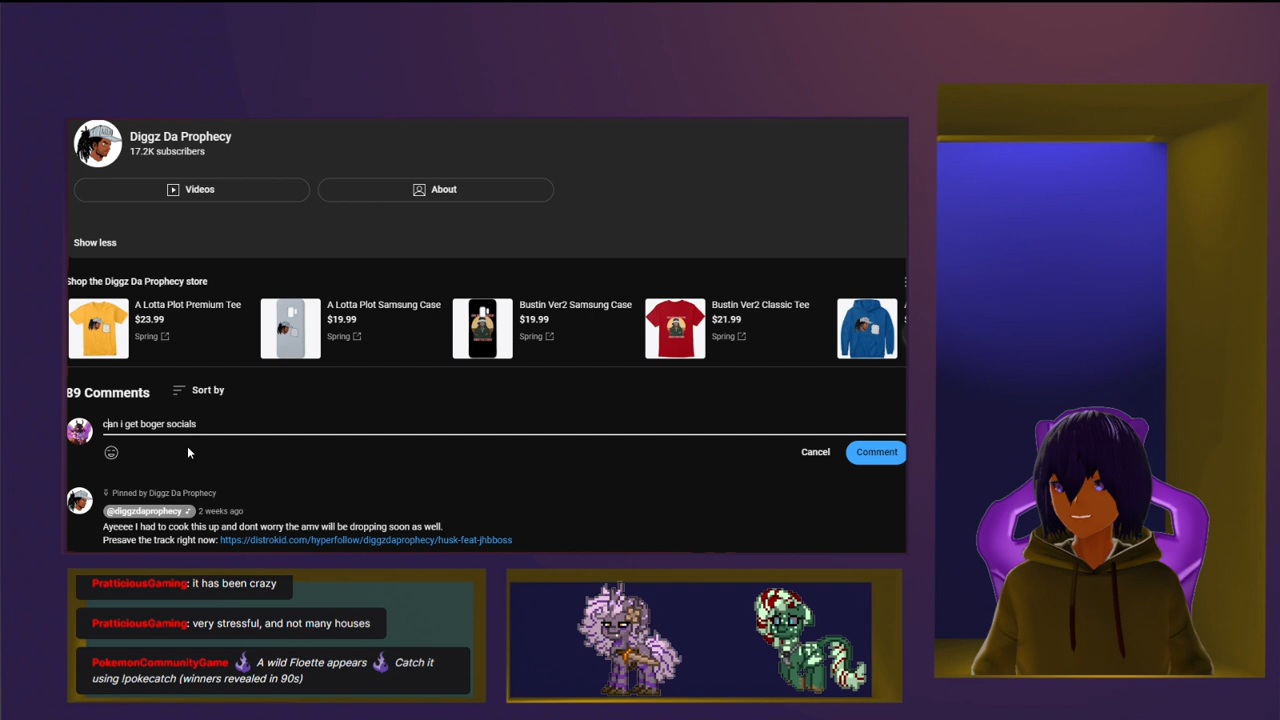 Diggz Da Prophecy
17.2K subscribers
Videos
About
Show less
Shop the Diggz Da Prophecy store
A Lotta Plot Premium Tee
$23.99
Spring
A Lotta Plot Samsung Case
$19.99
Spring
Bustin Ver2 Samsung Case
$19.99
Spring
Bustin Ver2 Classic Tee
$21.99
Spring
89 Comments
Sort by
can i get boger socials
Cancel
Comment
Pinned by Diggz Da Prophecy
@diggzdaprophecy
2 weeks ago
Ayeeee I had to cook this up and dont worry the amv will be dropping soon as well.
Presave the track right now: https://distrokid.com/hyperfollow/diggzdaprophecy/husk-feat-jhbboss
PratticiousGaming: it has been crazy
PratticiousGaming: very stressful, and not many houses
PokemonCommunityGame A wild Floette appears Catch it
using !pokecatch (winners revealed in 90s)